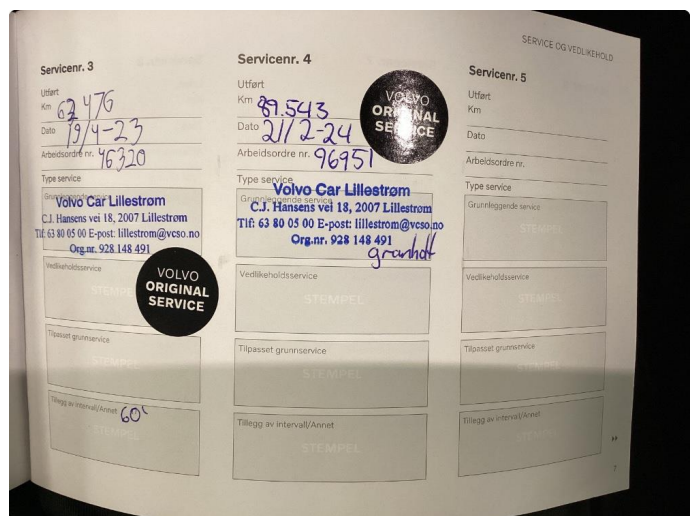 SERVICE OG VEDLIKEHOLD
Servicenr. 3
Utført
Km 62 476
Dato 19/4-23
Arbeidsordre nr. 46320
Type service
Grunnleggende service
Volvo Car Lillestrøm
C.J. Hansens vei 18, 2007 Lillestrøm
Tlf: 63 80 05 00 E-post: lillestrom@vcso.no
Org.nr. 928 148 491
Vedlikeholdsservice
STEMPEL
VOLVO
ORIGINAL
SERVICE
Tilpasset grunnservice
STEMPEL
Tillegg av intervall/Annet 60'
Servicenr. 4
Utført
Km 89.543
Dato 21/2-24
Arbeidsordre nr. 96951
Type service
VOLVO
ORIGINAL
SERVICE
Grunnleggende service
Volvo Car Lillestrøm
C.J. Hansens vei 18, 2007 Lillestrøm
Tlf: 63 80 05 00 E-post: lillestrom@vcso.no
Org.nr. 928 148 491
Vedlikeholdsservice
STEMPEL
Tilpasset grunnservice
STEMPEL
Tillegg av intervall/Annet
STEMPEL
Servicenr. 5
Utført
Km
Dato
Arbeidsordre nr.
Type service
Grunnleggende service
STEMPEL
Vedlikeholdsservice
STEMPEL
Tilpasset grunnservice
STEMPEL
Tillegg av intervall/Annet
STEMPEL